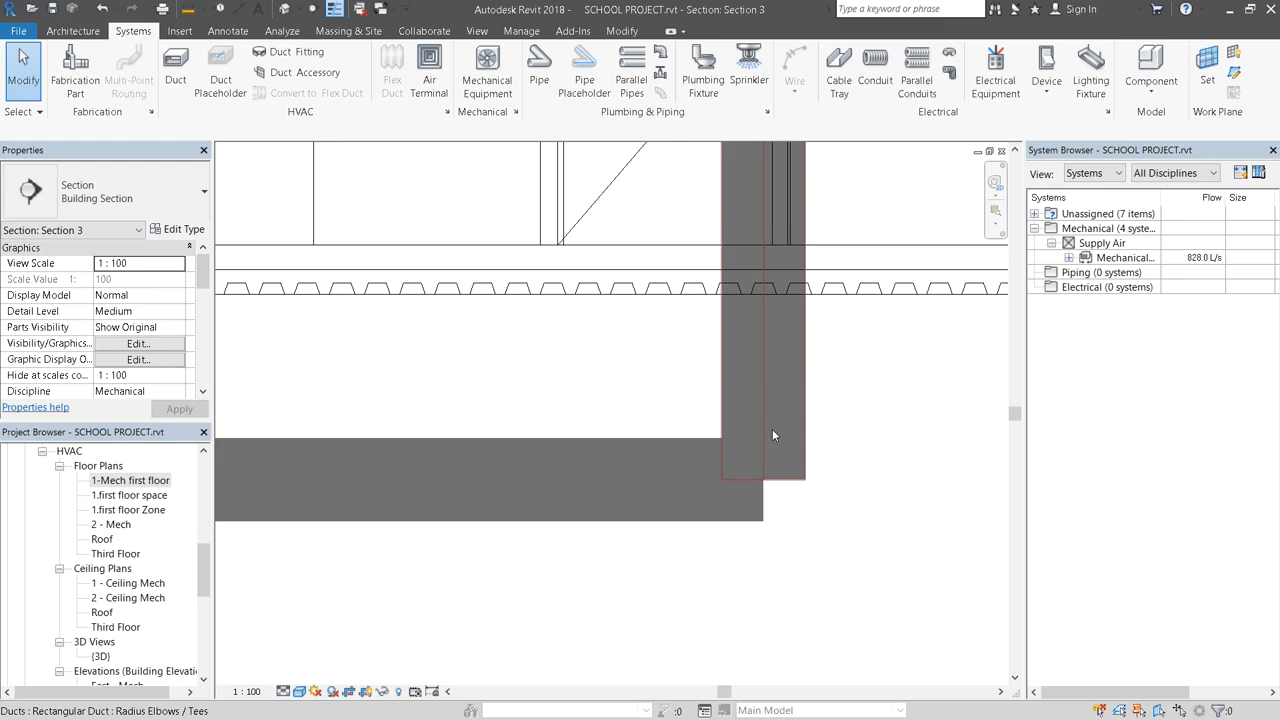 Autodesk Revit 2018 - SCHOOL PROJECT.rvt - Section: Section 3
Type a keyword or phrase
Sign In
File Architecture Systems Insert Annotate Analyze Massing & Site Collaborate View Manage Add-Ins Modify
Modify
Fabrication Part
Multi-Point Routing
Duct
Duct Placeholder
Duct Fitting
Duct Accessory
Convert to Flex Duct
Flex Duct
Air Terminal
Mechanical Equipment
Pipe
Pipe Placeholder
Parallel Pipes
Plumbing Fixture
Sprinkler
Wire
Cable Tray
Conduit
Parallel Conduits
Electrical Equipment
Device
Lighting Fixture
Component
Set
Select Fabrication HVAC Mechanical Plumbing & Piping Electrical Model Work Plane
Properties
Section
Building Section
Section: Section 3
Edit Type
Graphics
View Scale 1 : 100
Scale Value 1: 100
Display Model Normal
Detail Level Medium
Parts Visibility Show Original
Visibility/Graphics... Edit...
Graphic Display O... Edit...
Hide at scales co... 1 : 100
Discipline Mechanical
Properties help
Apply
Project Browser - SCHOOL PROJECT.rvt
HVAC
Floor Plans
1-Mech first floor
1.first floor space
1.first floor Zone
2 - Mech
Roof
Third Floor
Ceiling Plans
1 - Ceiling Mech
2 - Ceiling Mech
Roof
Third Floor
3D Views
{3D}
Elevations (Building Elevati
System Browser - SCHOOL PROJECT.rvt
View: Systems All Disciplines
Systems Flow Size
Unassigned (7 items)
Mechanical (4 syste...
Supply Air
Mechanical... 828.0 L/s
Piping (0 systems)
Electrical (0 systems)
1 : 100
Ducts : Rectangular Duct : Radius Elbows / Tees
:0
Main Model
:0